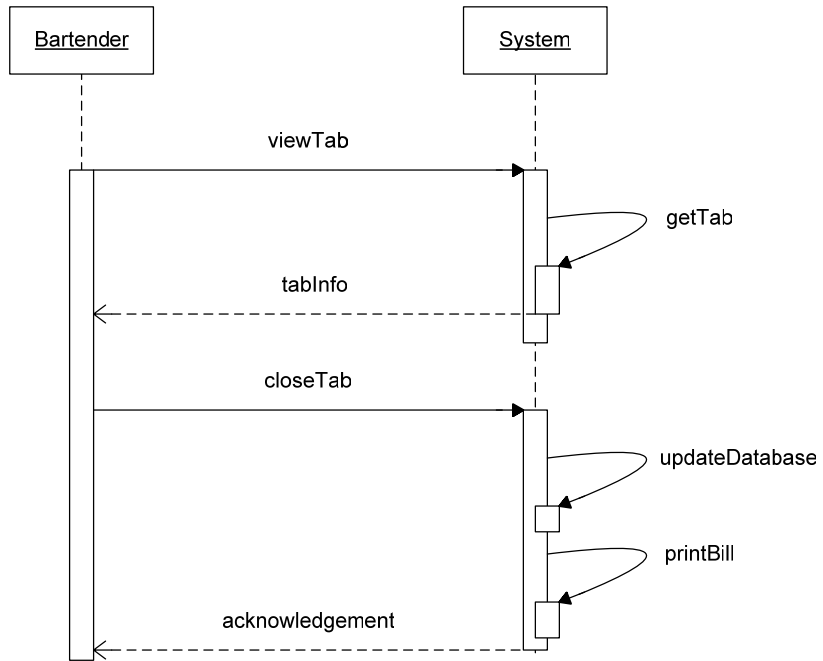 Bartender
System
viewTab
getTab
tabInfo
closeTab
updateDatabase
printBill
acknowledgement